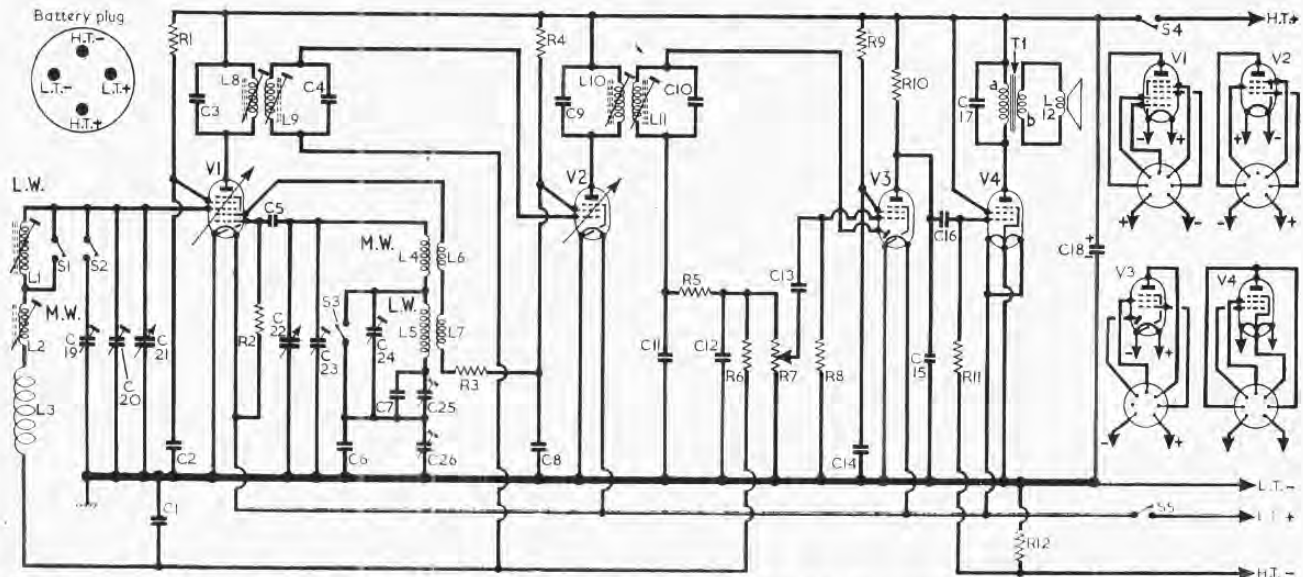 Battery plug
H.T.-
L.T.-
L.T.+
H.T.+
R1
L8
C3
L9
C4
R4
L10
C9
L11
C10
R9
R10
T1
a
b
C17
L12
S4
H.T.+
V1
V2
V1
C5
V2
V3
V4
C16
C18
+
-
L.W.
L1
S1
S2
M.W.
L2
L3
C19
C20
C21
C2
C1
R2
C22
C23
M.W.
L4
L6
L.W.
L5
L7
S3
C24
C7
C25
C6
C26
R3
C8
C11
R5
C12
R6
R7
C13
R8
C14
C15
R11
R12
V3
V4
+
-
+
-
+
-
+
-
-
+
-
+
L.T.-
S5
L.T.+
H.T.-